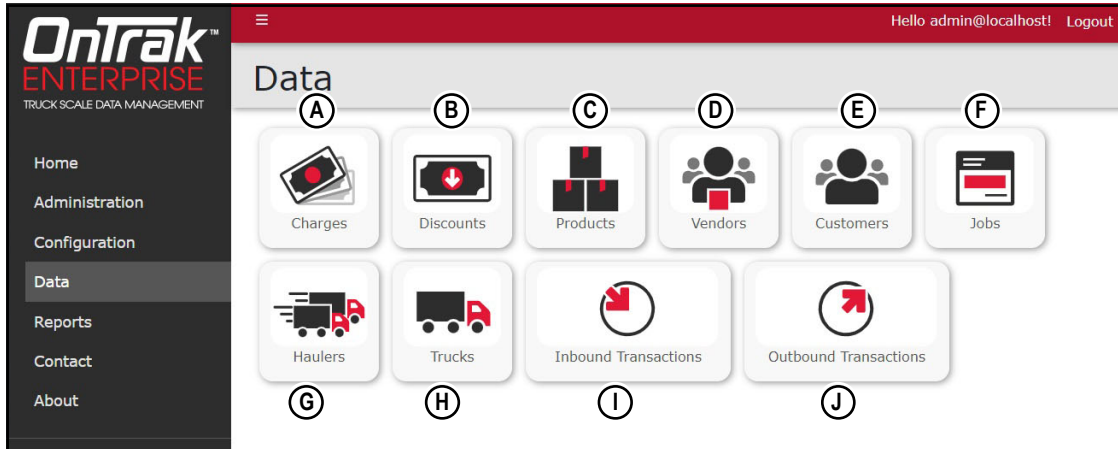 OnTrak™
ENTERPRISE
TRUCK SCALE DATA MANAGEMENT
Home
Administration
Configuration
Data
Reports
Contact
About
☰ Hello admin@localhost! Logout
Data
A B C D E F
Charges Discounts Products Vendors Customers Jobs
Haulers Trucks Inbound Transactions Outbound Transactions
G H I J